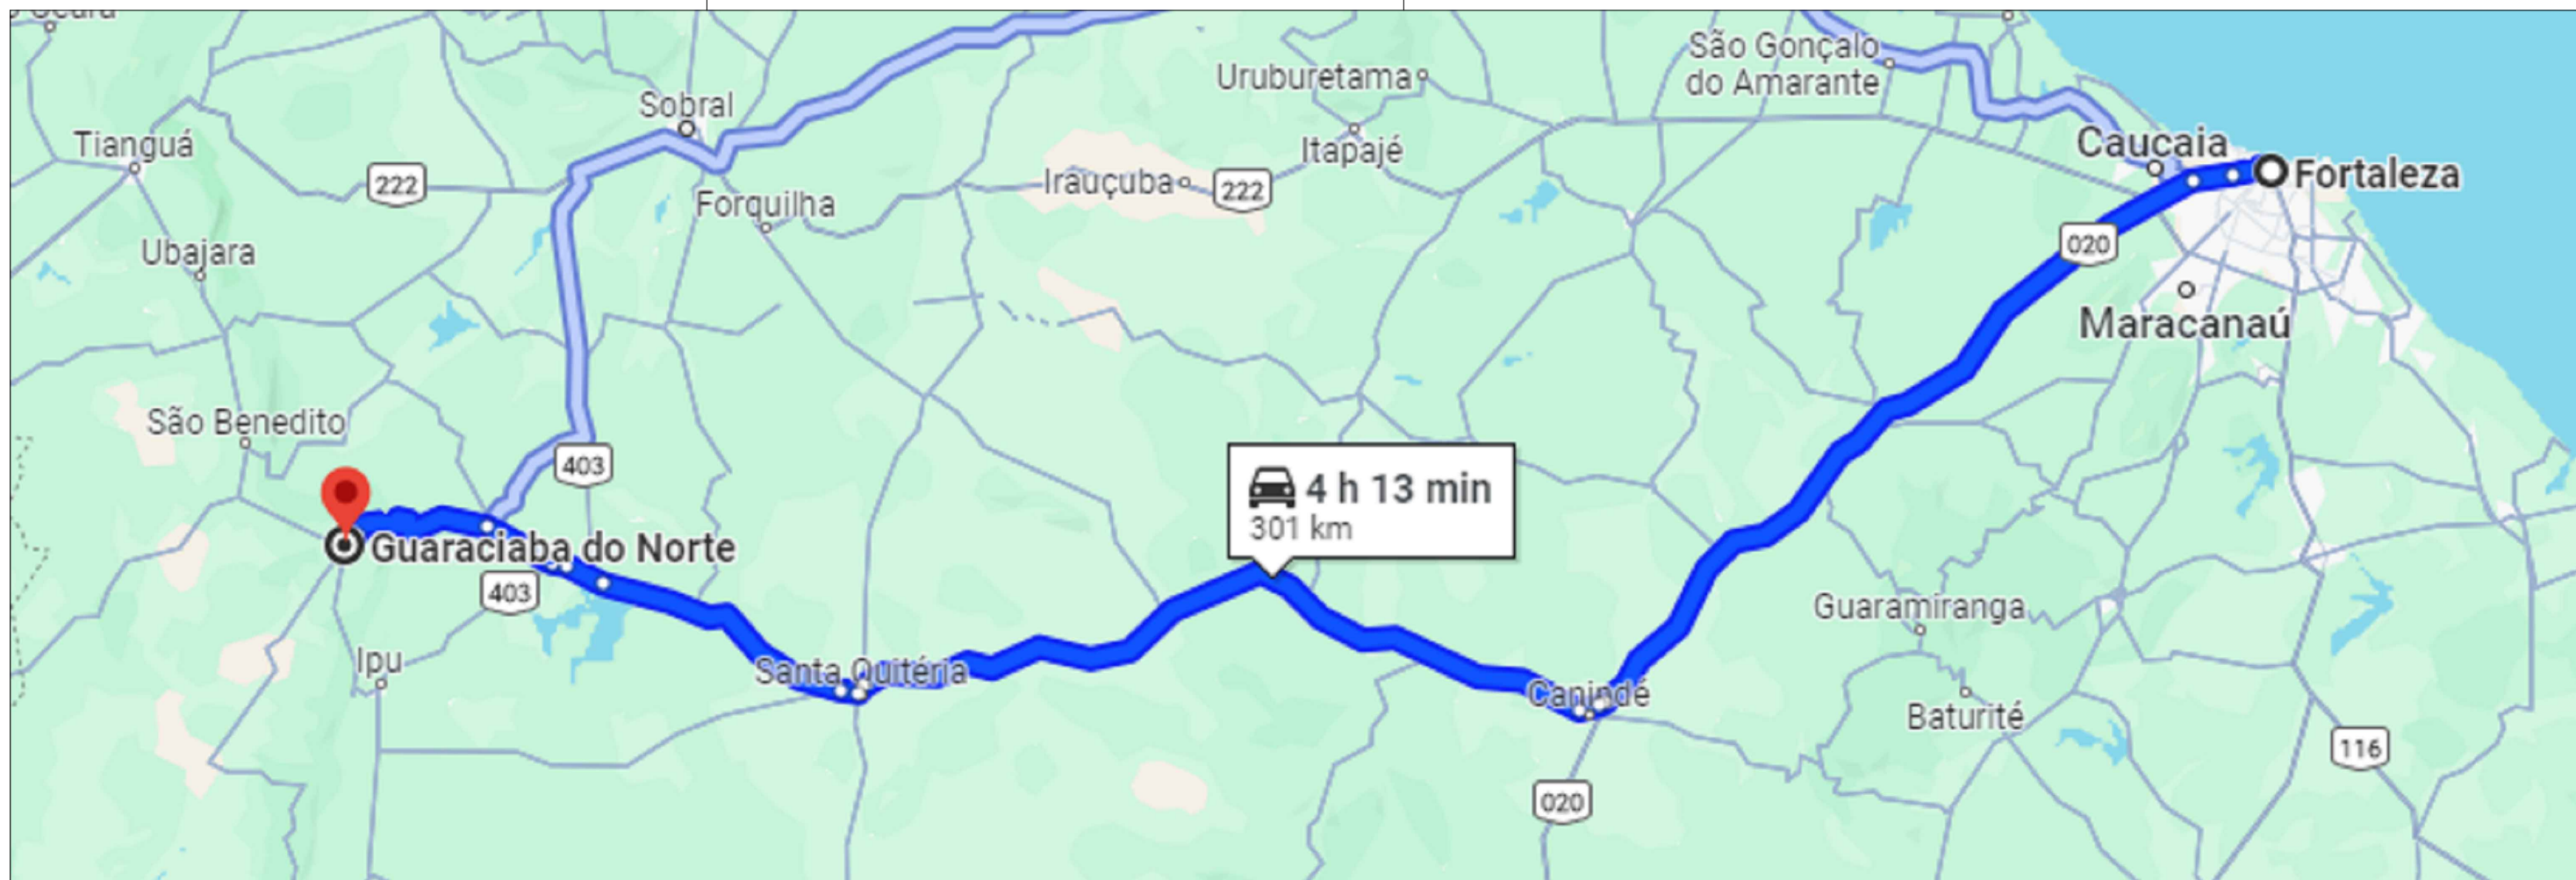 São Gonçalo
do Amarante
Uruburetama
Sobral
Tianguá
Caucaia
Itapajé
Fortaleza
222
Irauçuba
222
Forquilha
020
Ubajara
Maracanaú
São Benedito
403
4 h 13 min
301 km
Guaraciaba do Norte
403
Guaramiranga
Ipu
Santa Quitéria
Canindé
Baturité
116
020